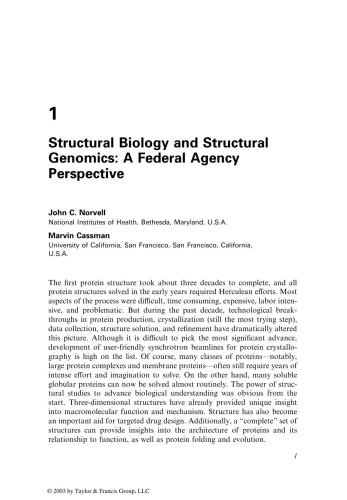 1
Structural Biology and Structural
Genomics: A Federal Agency
Perspective
John C. Norvell
National Institutes of Health, Bethesda, Maryland, U.S.A.
Marvin Cassman
University of California, San Francisco, San Francisco, California,
U.S.A.
The first protein structure took about three decades to complete, and all
protein structures solved in the early years required Herculean efforts. Most
aspects of the process were difficult, time consuming, expensive, labor inten-
sive, and problematic. But during the past decade, technological break-
throughs in protein production, crystallization (still the most trying step),
data collection, structure solution, and refinement have dramatically altered
this picture. Although it is difficult to pick the most significant advance,
development of user-friendly synchrotron beamlines for protein crystallo-
graphy is high on the list. Of course, many classes of proteins—notably,
large protein complexes and membrane proteins—often still require years of
intense effort and imagination to solve. On the other hand, many soluble
globular proteins can now be solved almost routinely. The power of struc-
tural studies to advance biological understanding was obvious from the
start. Three-dimensional structures have already provided unique insight
into macromolecular function and mechanism. Structure has also become
an important aid for targeted drug design. Additionally, a “complete” set of
structures can provide insights into the architecture of proteins and its
relationship to function, as well as protein folding and evolution.
1
© 2003 by Taylor & Francis Group, LLC